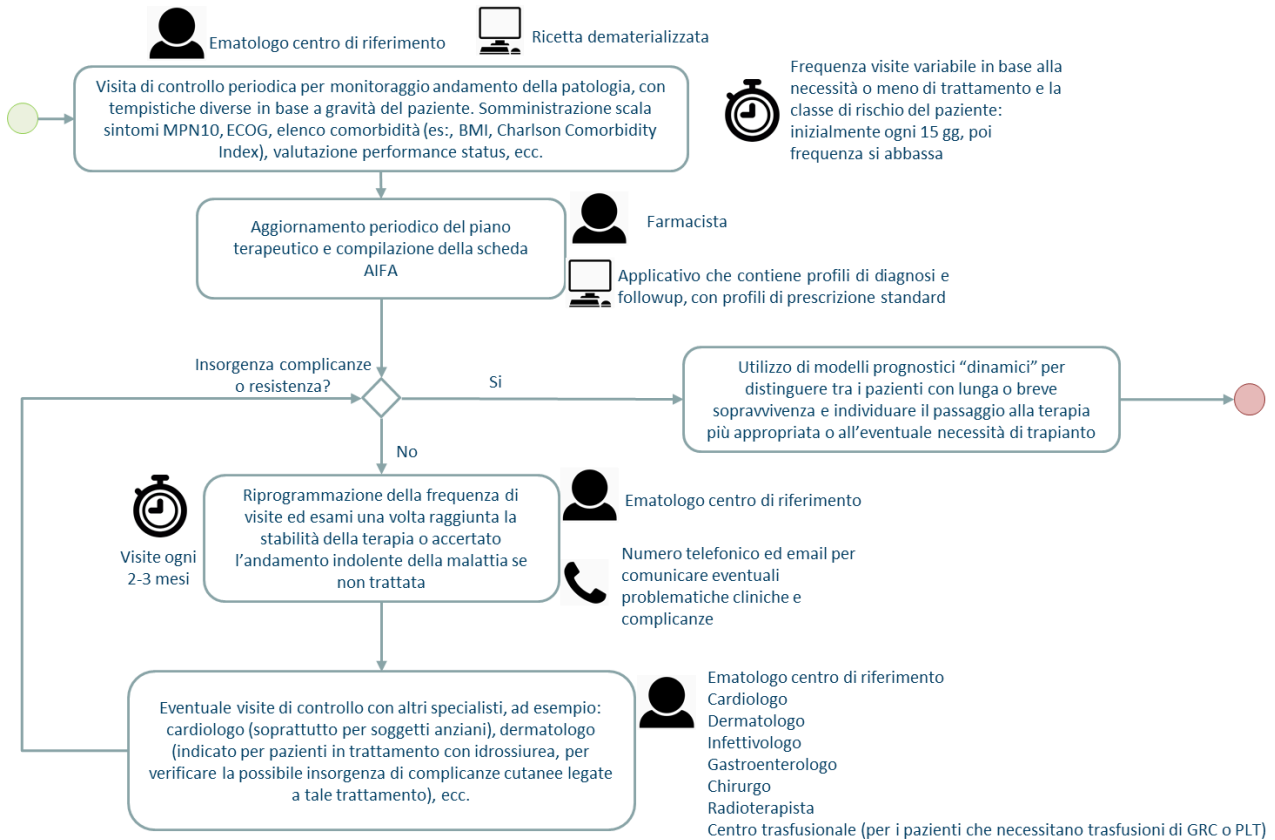 Ematologo centro di riferimento
Ricetta dematerializzata
Visita di controllo periodica per monitoraggio andamento della patologia, con
tempistiche diverse in base a gravità del paziente. Somministrazione scala
sintomi MPN10, ECOG, elenco comorbidità (es:, BMI, Charlson Comorbidity
Index), valutazione performance status, ecc.
Frequenza visite variabile in base alla
necessità o meno di trattamento e la
classe di rischio del paziente:
inizialmente ogni 15 gg, poi
frequenza si abbassa
Aggiornamento periodico del piano
terapeutico e compilazione della scheda
AIFA
Farmacista
Applicativo che contiene profili di diagnosi e
followup, con profili di prescrizione standard
Insorgenza complicanze
o resistenza?
Si
Utilizzo di modelli prognostici “dinamici” per
distinguere tra i pazienti con lunga o breve
sopravvivenza e individuare il passaggio alla terapia
più appropriata o all’eventuale necessità di trapianto
No
Visite ogni
2-3 mesi
Riprogrammazione della frequenza di
visite ed esami una volta raggiunta la
stabilità della terapia o accertato
l’andamento indolente della malattia se
non trattata
Ematologo centro di riferimento
Numero telefonico ed email per
comunicare eventuali
problematiche cliniche e
complicanze
Eventuale visite di controllo con altri specialisti, ad esempio:
cardiologo (soprattutto per soggetti anziani), dermatologo
(indicato per pazienti in trattamento con idrossiurea, per
verificare la possibile insorgenza di complicanze cutanee legate
a tale trattamento), ecc.
Ematologo centro di riferimento
Cardiologo
Dermatologo
Infettivologo
Gastroenterologo
Chirurgo
Radioterapista
Centro trasfusionale (per i pazienti che necessitano trasfusioni di GRC o PLT)